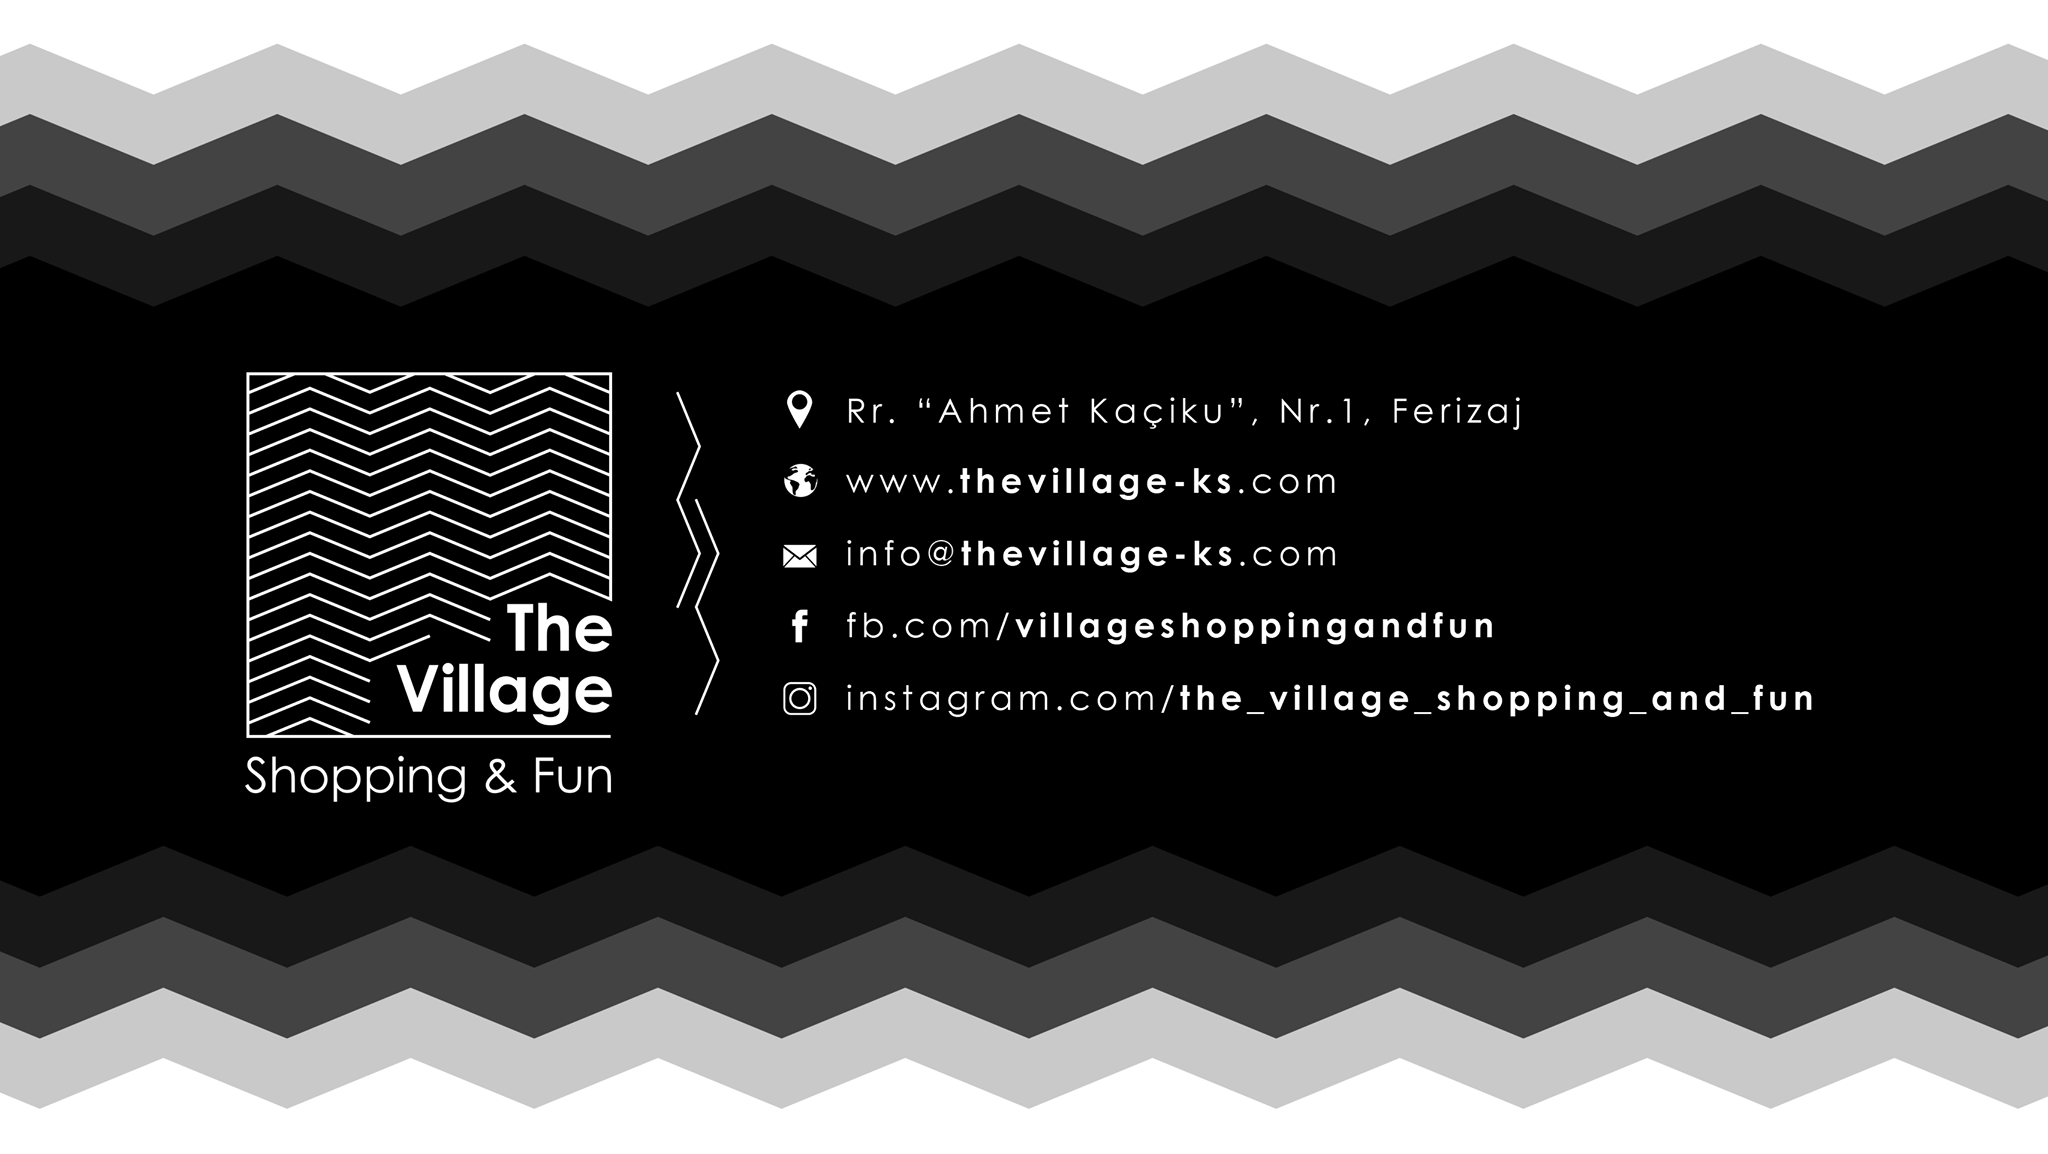 The
Village
Shopping & Fun
Rr. “Ahmet Kaçiku”, Nr.1, Ferizaj
www.thevillage-ks.com
info@thevillage-ks.com
fb.com/villageshoppingandfun
instagram.com/the_village_shopping_and_fun